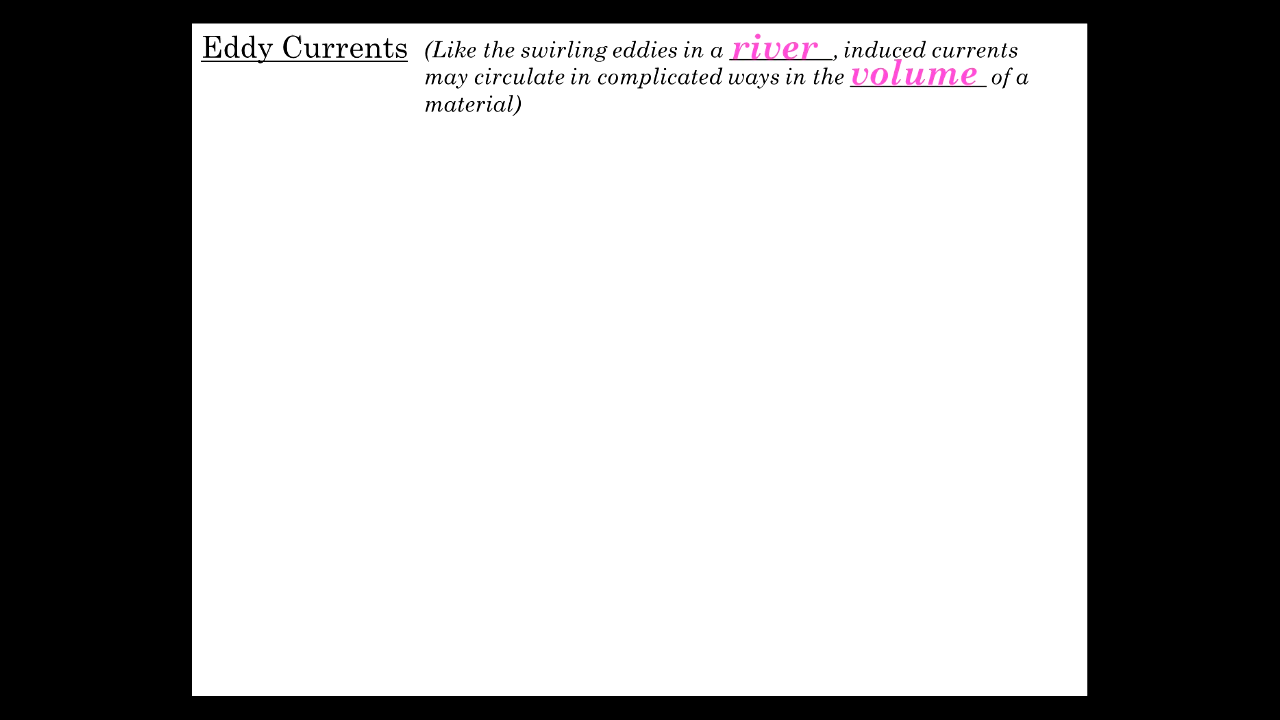 Eddy Currents (Like the swirling eddies in a river, induced currents
may circulate in complicated ways in the volume of a
material)